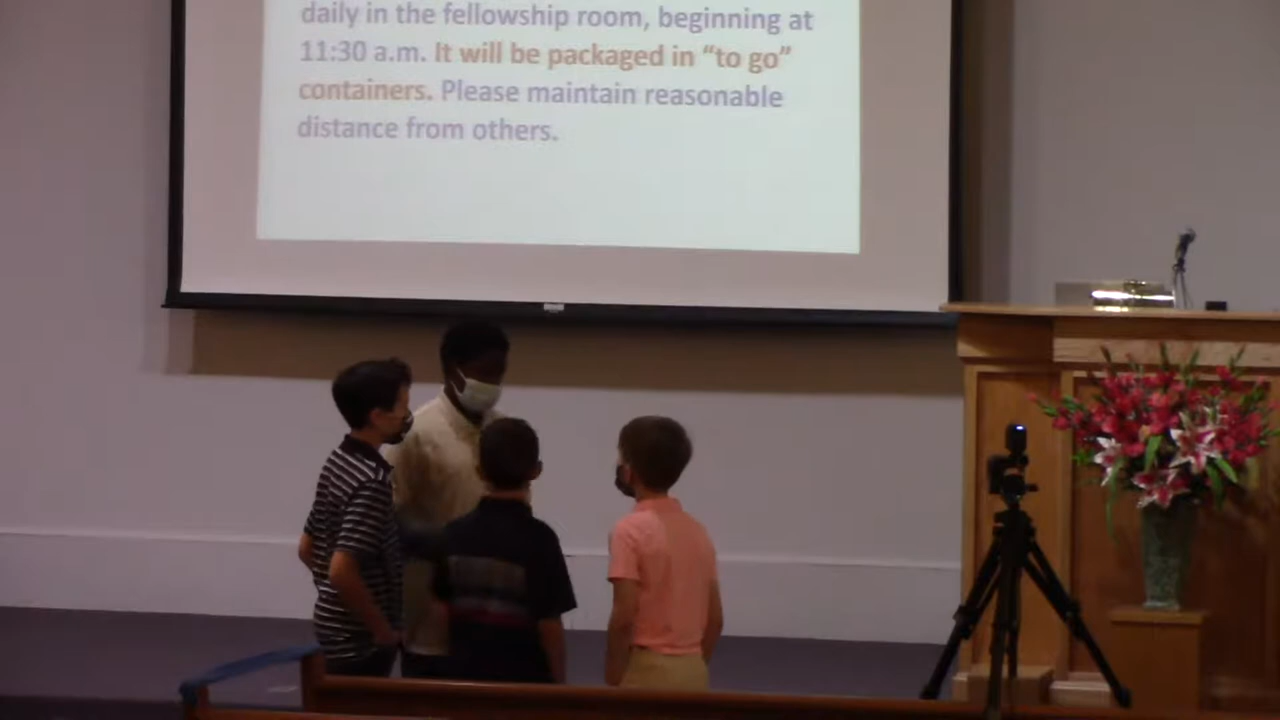 daily in the fellowship room, beginning at
11:30 a.m. It will be packaged in “to go”
containers. Please maintain reasonable
distance from others.